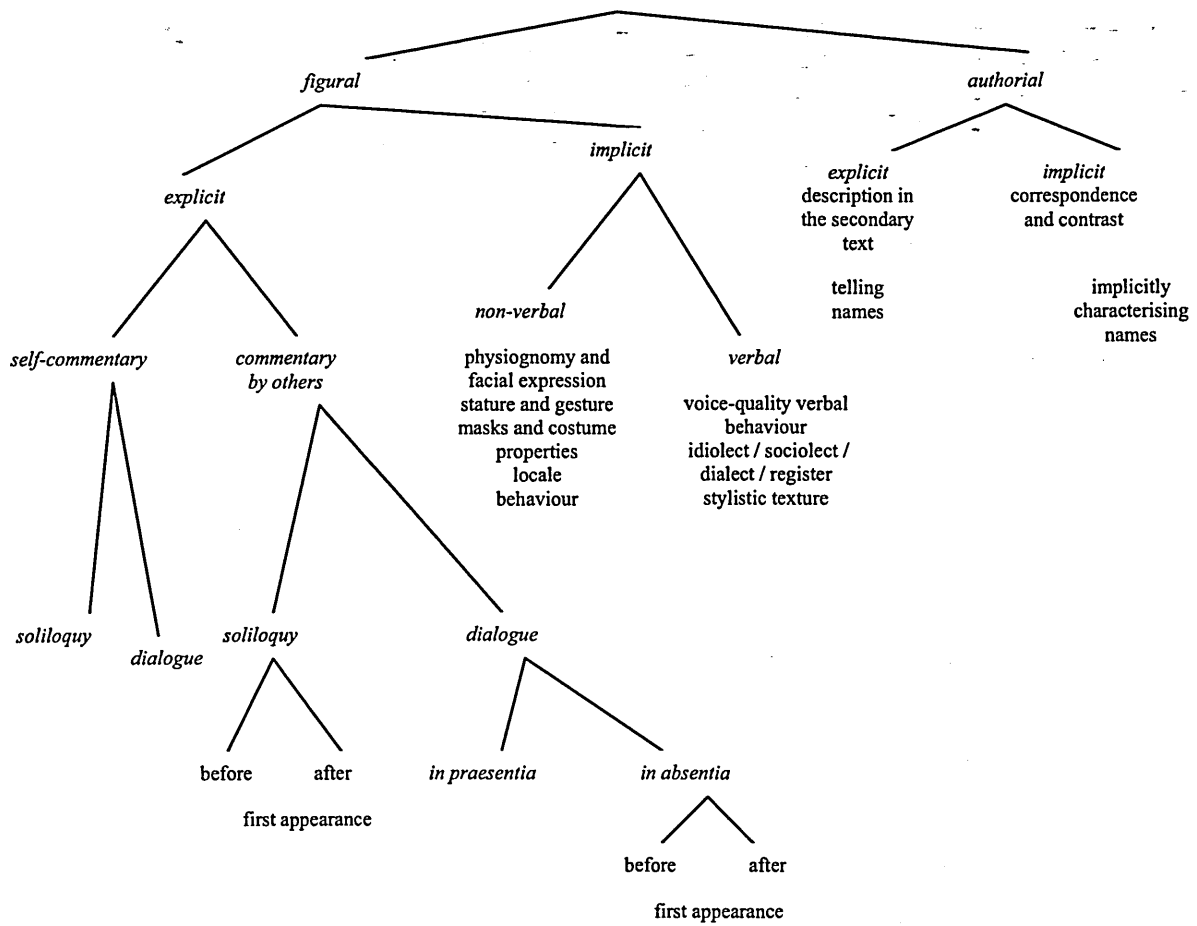 figural
authorial
implicit
explicit
explicit
description in
the secondary
text
telling
names
implicit
correspondence
and contrast
implicitly
characterising
names
non-verbal
physiognomy and
facial expression
stature and gesture
masks and costume
properties
locale
behaviour
verbal
voice-quality verbal
behaviour
idiolect / sociolect /
dialect / register
stylistic texture
self-commentary
commentary
by others
soliloquy
dialogue
soliloquy
dialogue
before
after
first appearance
in praesentia
in absentia
before
after
first appearance